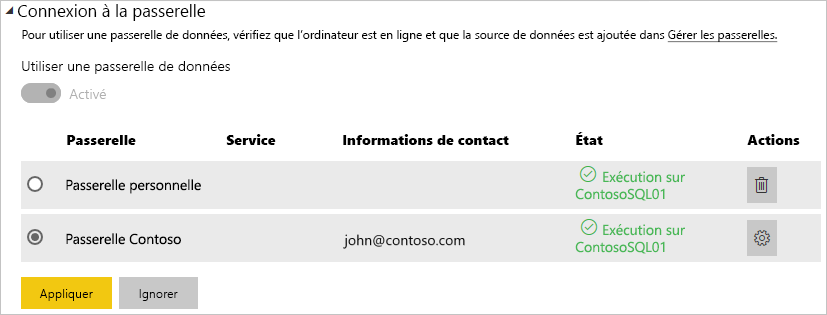 Connexion à la passerelle
Pour utiliser une passerelle de données, vérifiez que l'ordinateur est en ligne et que la source de données est ajoutée dans Gérer les passerelles.
Utiliser une passerelle de données
Activé
Passerelle Service Informations de contact État Actions
Passerelle personnelle Exécution sur
ContosoSQL01
Passerelle Contoso john@contoso.com Exécution sur
ContosoSQL01
Appliquer Ignorer